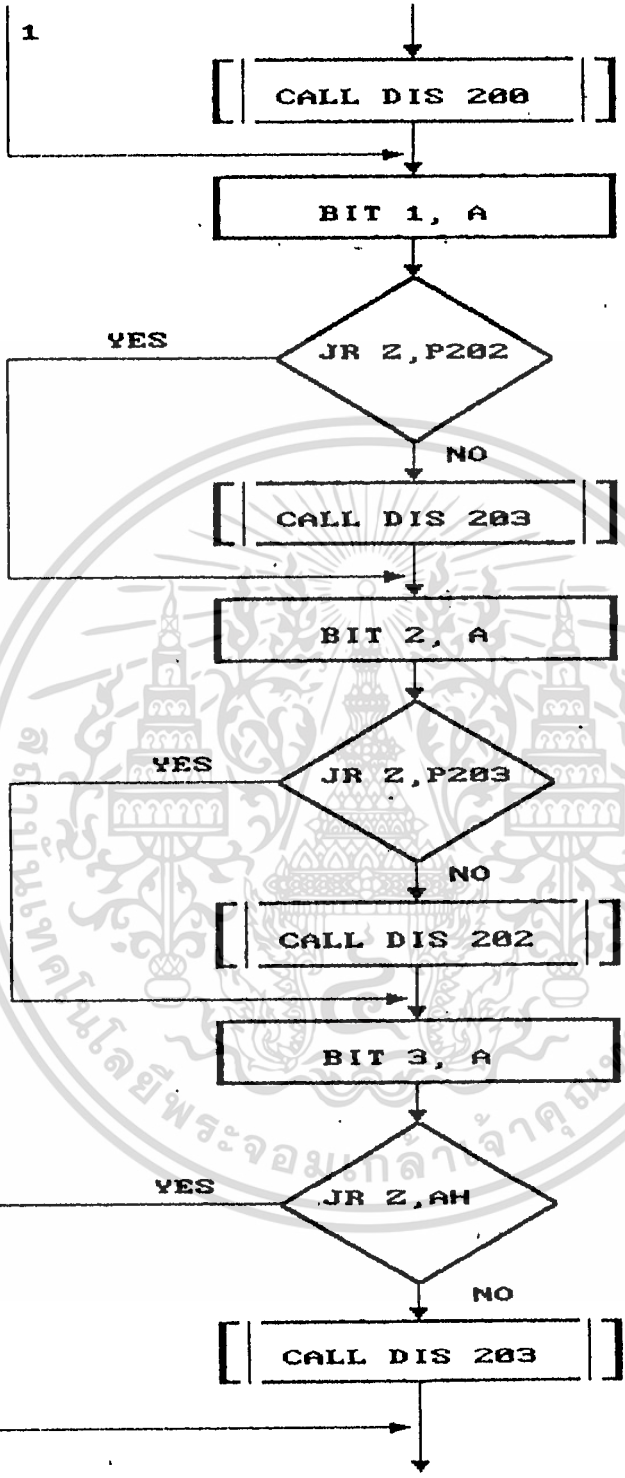 1
CALL DIS 200
BIT 1, A
YES
JR Z,P202
NO
CALL DIS 203
BIT 2, A
YES
JR Z,P203
NO
CALL DIS 202
BIT 3, A
YES
JR Z,AH
NO
CALL DIS 203